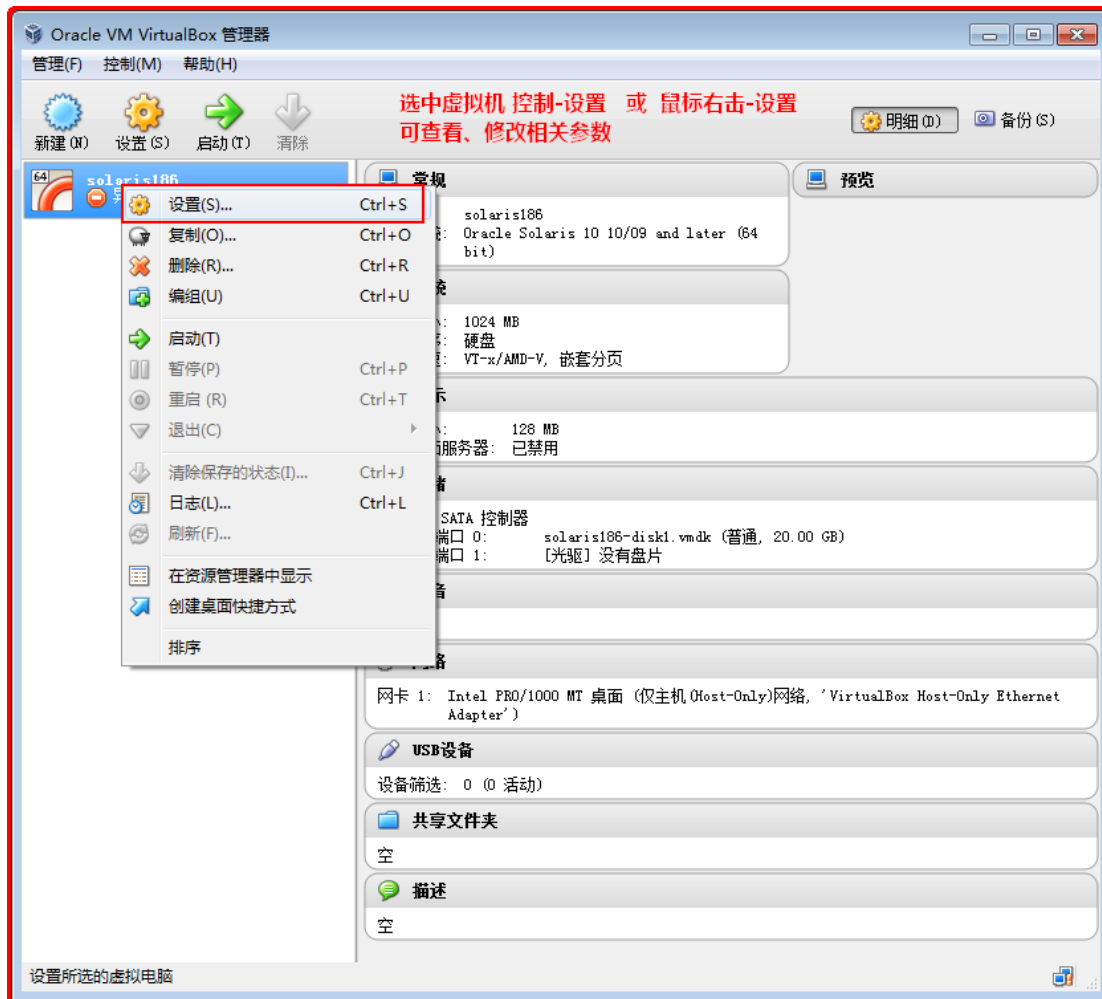 Oracle VM VirtualBox 管理器
管理(F) 控制(M) 帮助(H)
选中虚拟机 控制-设置 或 鼠标右击-设置
可查看、修改相关参数
新建(N) 设置(S) 启动(T) 清除
明细(D) 备份(S)
64 solaris186
设置(S)... Ctrl+S
复制(O)... Ctrl+O
删除(R)... Ctrl+R
编组(U) Ctrl+U
启动(T)
暂停(P) Ctrl+P
重启 (R) Ctrl+T
退出(C)
清除保存的状态(I)... Ctrl+J
日志(L)... Ctrl+L
刷新(F)...
在资源管理器中显示
创建桌面快捷方式
排序
常规
solaris186
Oracle Solaris 10 10/09 and later (64
bit)
预览
1024 MB
硬盘
VT-x/AMD-V, 嵌套分页
128 MB
服务器: 已禁用
SATA 控制器
端口 0: solaris186-disk1.vmdk (普通, 20.00 GB)
端口 1: [光驱] 没有盘片
网卡 1: Intel PRO/1000 MT 桌面 (仅主机(Host-Only)网络, 'VirtualBox Host-Only Ethernet
Adapter')
USB设备
设备筛选: 0 (0 活动)
共享文件夹
空
描述
空
设置所选的虚拟电脑